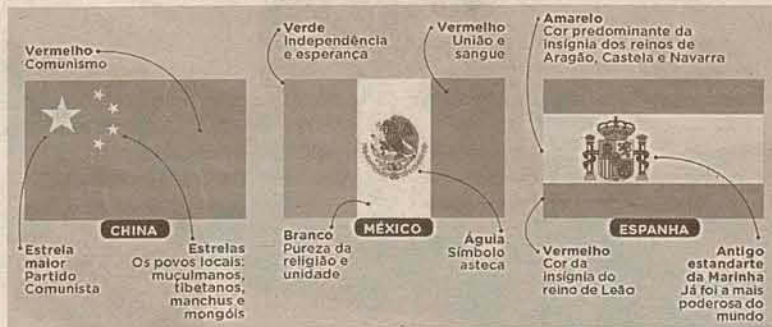 Vermelho
Comunismo
CHINA
Estrela
maior
Partido
Comunista
Estrelas
Os povos locais:
muçulmanos,
tibetanos,
manchus e
mongóis
Verde
Independência
e esperança
Vermelho
União e
sangue
MÉXICO
Branco
Pureza da
religião e
unidade
Águia
Símbolo
asteca
Amarelo
Cor predominante da
insígnia dos reinos de
Aragão, Castela e Navarra
ESPANHA
Vermelho
Cor da
insígnia do
reino de Leão
Antigo
estandarte
da Marinha
Já foi a mais
poderosa do
mundo